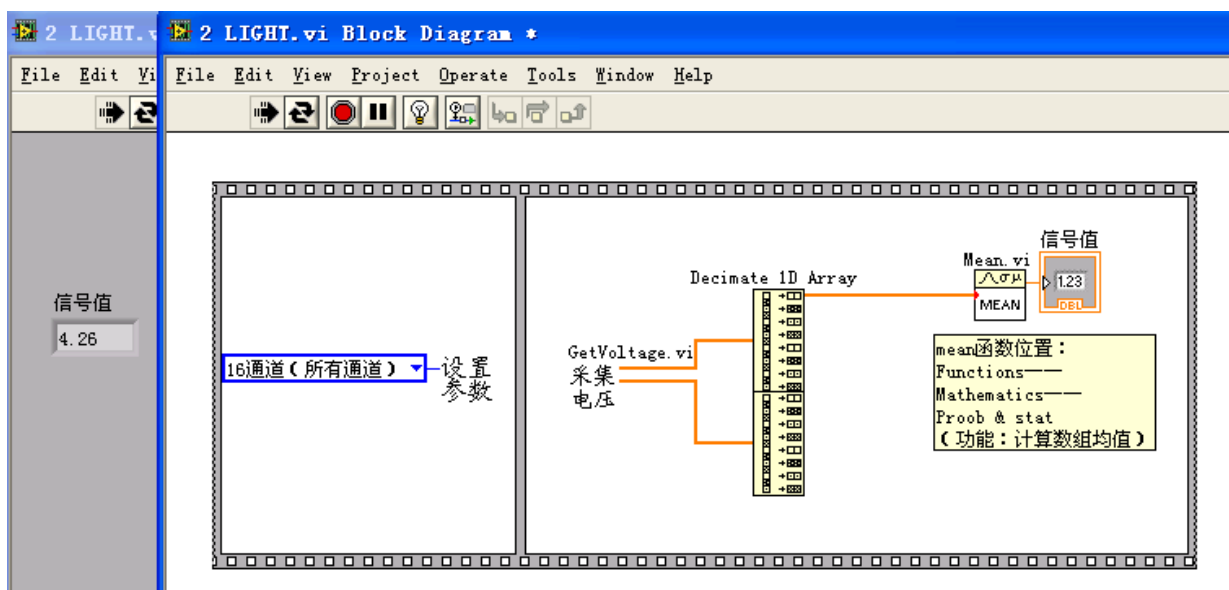 2 LIGHT.v
2 LIGHT.vi Block Diagram *
File Edit Vi
File Edit View Project Operate Tools Window Help
信号值
4.26
16通道(所有通道)
设置
参数
GetVoltage.vi
采集
电压
Decimate 1D Array
Mean.vi
MEAN
信号值
1.23
DBL
mean函数位置:
Functions——
Mathematics——
Proob & stat
(功能:计算数组均值)